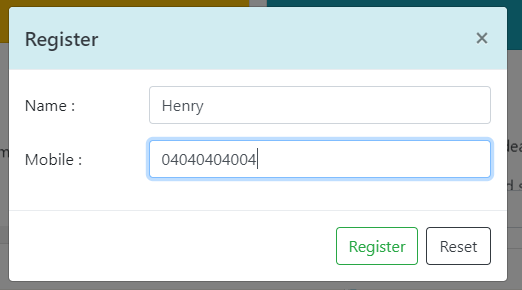 Register ×
Name : Henry
Mobile : 04040404004
Register Reset